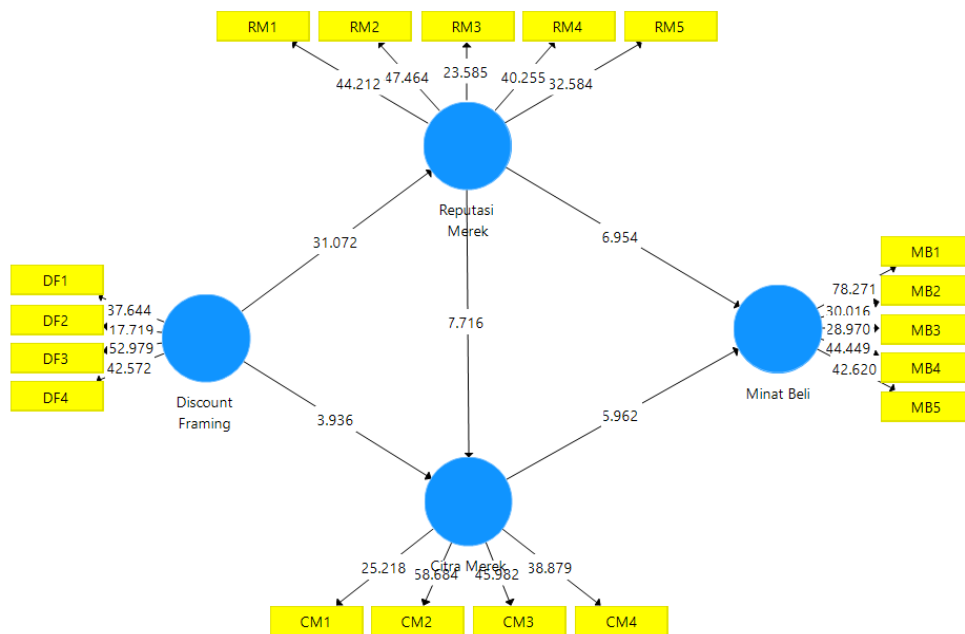 RM1 RM2 RM3 RM4 RM5
44.212 47.464 23.585 40.255 32.584
Reputasi
Merek
31.072
6.954
7.716
DF1
DF2
DF3
DF4
37.644
17.719
52.979
42.572
Discount
Framing
3.936
5.962
MB1
MB2
MB3
MB4
MB5
78.271
30.016
28.970
44.449
42.620
Minat Beli
Citra Merek
25.218 58.684 45.982 38.879
CM1 CM2 CM3 CM4